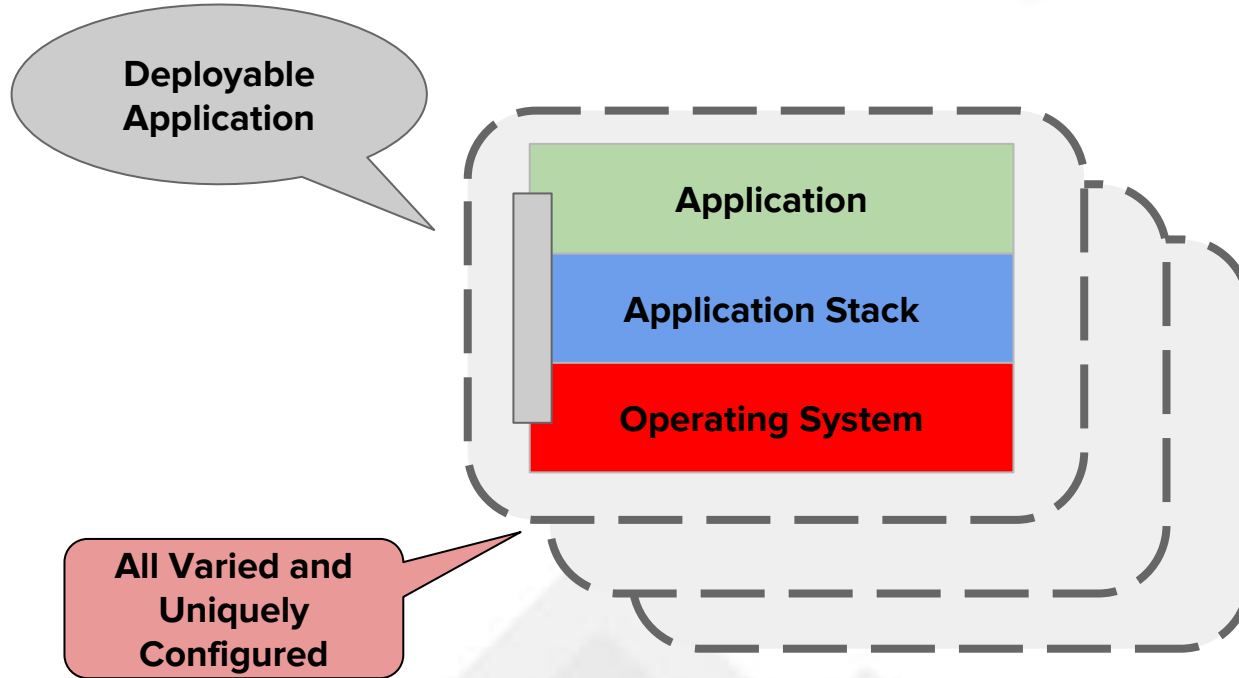 Deployable
Application
Application
Application Stack
Operating System
All Varied and
Uniquely
Configured